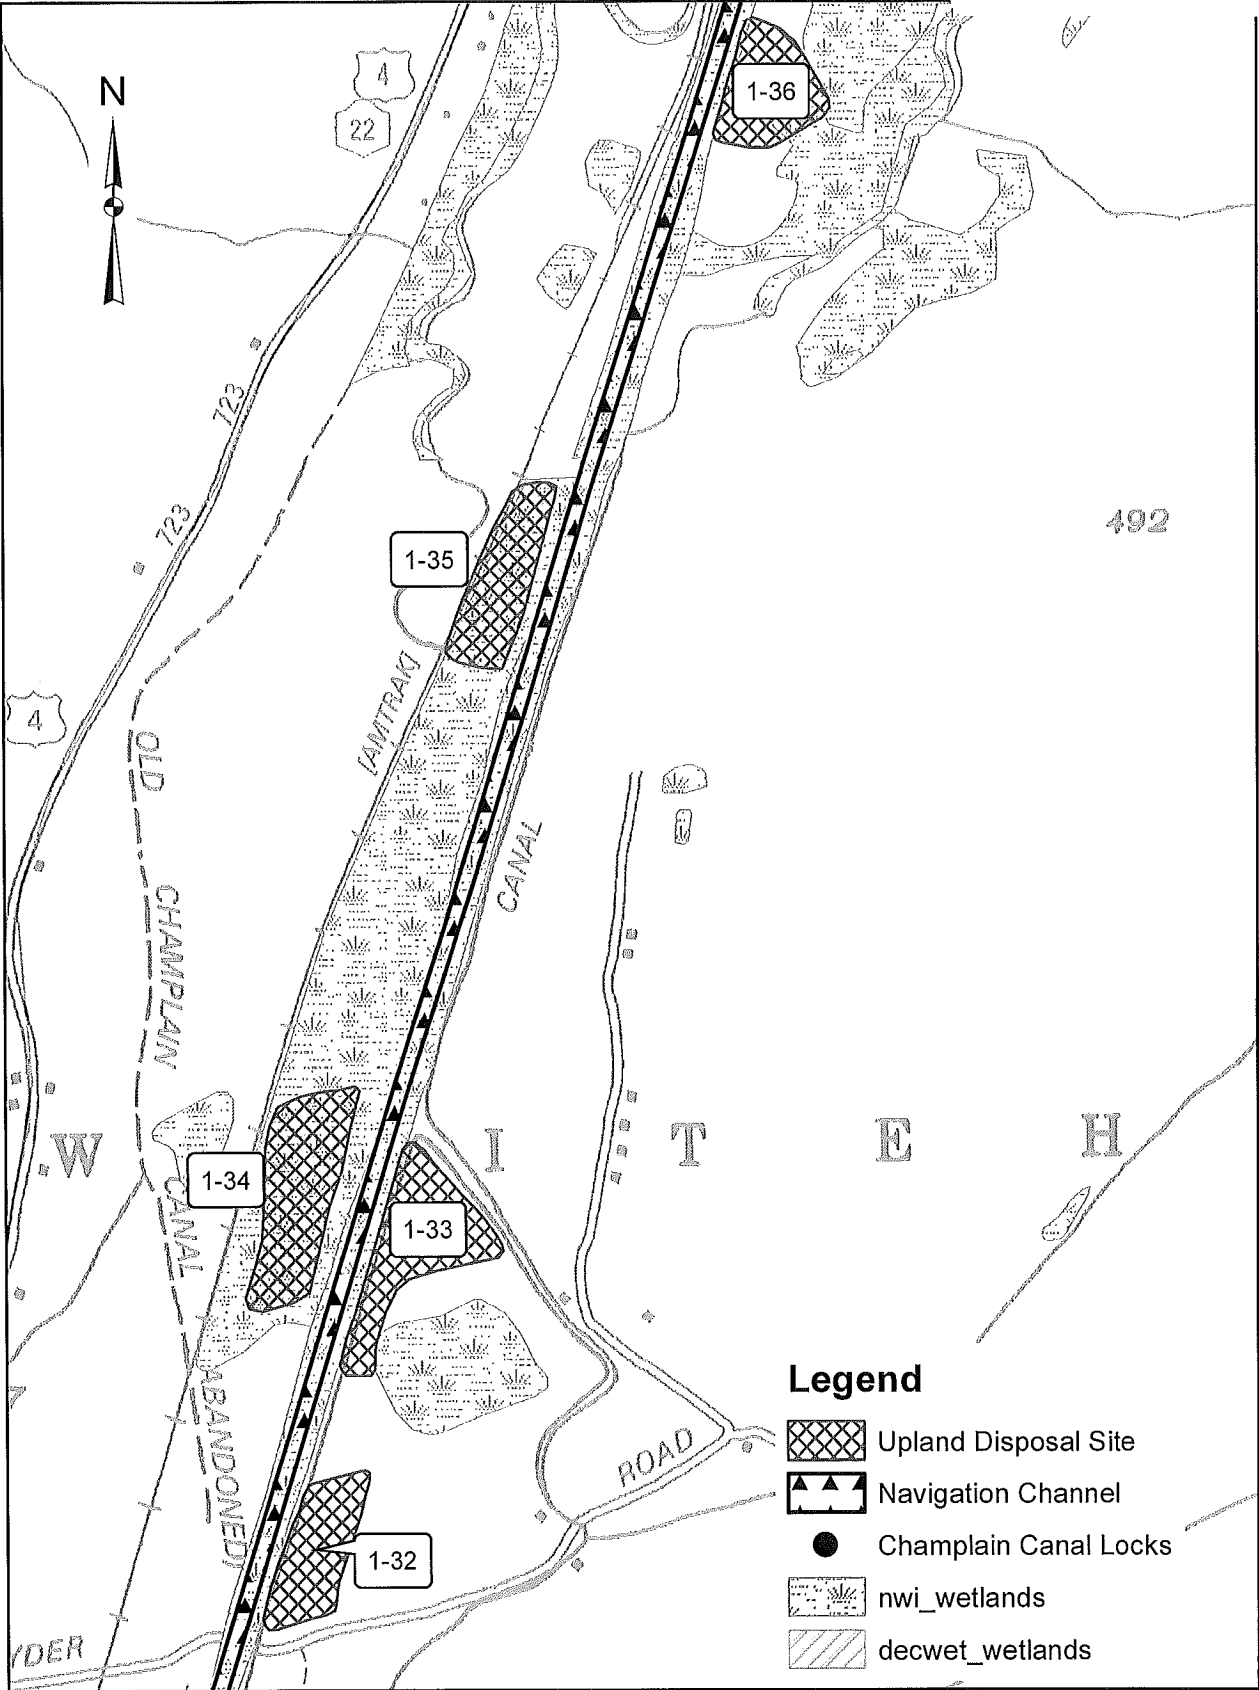 N
4
22
1-36
723
723
492
1-35
[AMTRAK]
4
OLD
CHAMPLAIN
CANAL
ABANDONED)
CANAL
W I T E H
1-34
1-33
1-32
ROAD
YDER
7
Legend
Upland Disposal Site
Navigation Channel
Champlain Canal Locks
nwi_wetlands
decwet_wetlands